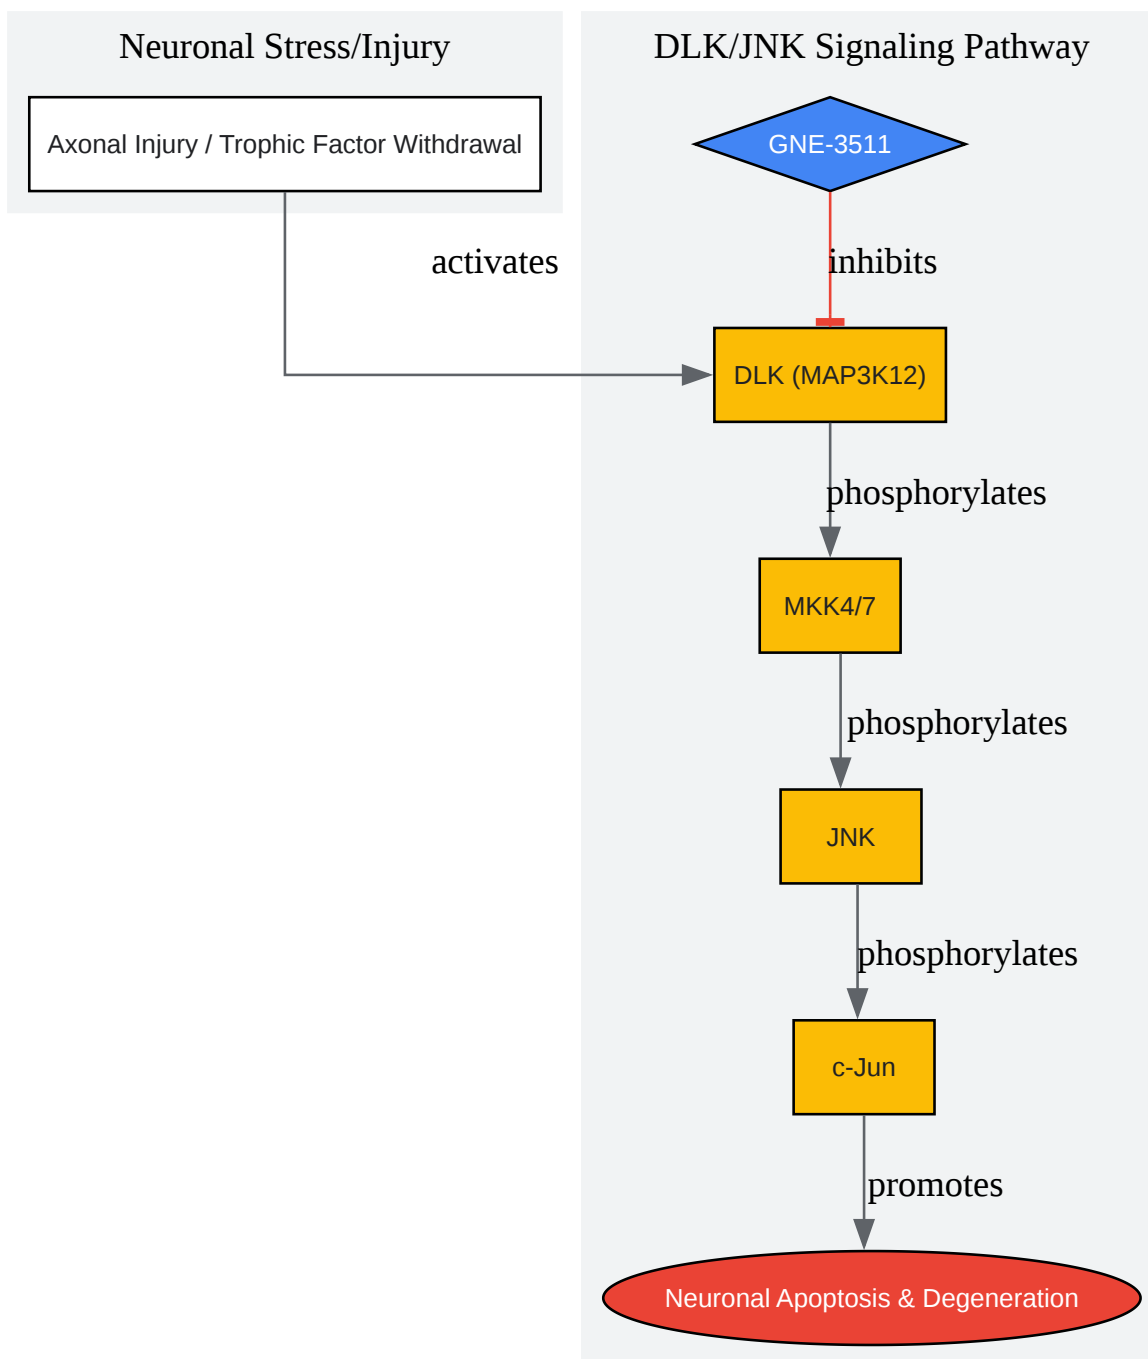 Neuronal Stress/Injury
Axonal Injury / Trophic Factor Withdrawal
activates
DLK/JNK Signaling Pathway
GNE-3511
inhibits
DLK (MAP3K12)
phosphorylates
MKK4/7
phosphorylates
JNK
phosphorylates
c-Jun
promotes
Neuronal Apoptosis & Degeneration